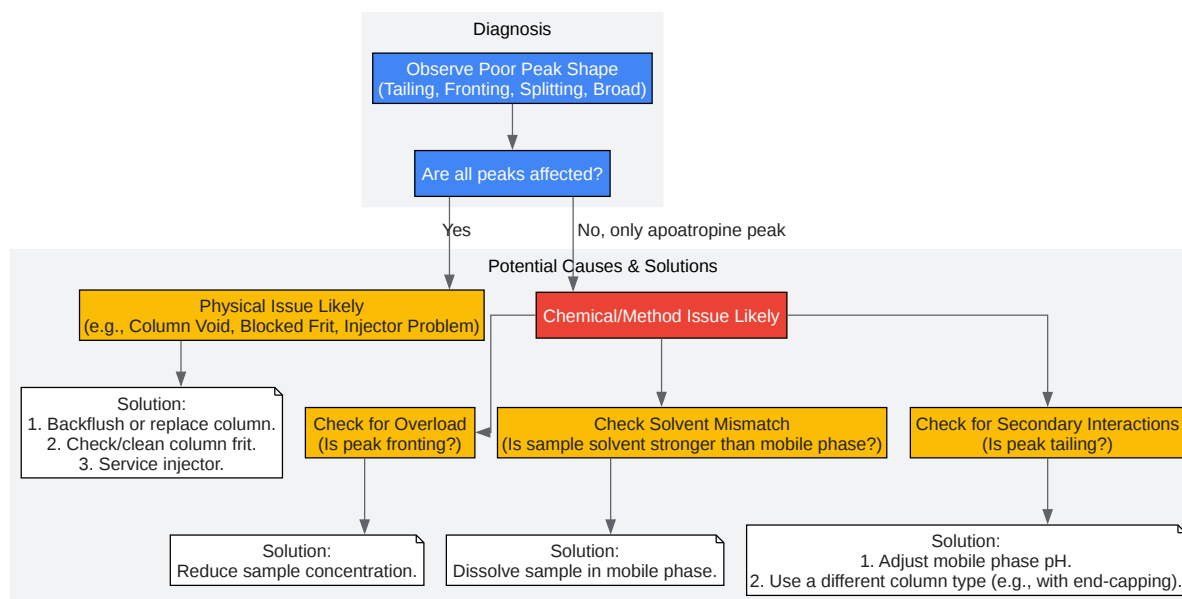 Diagnosis
Observe Poor Peak Shape
(Tailing, Fronting, Splitting, Broad)
Are all peaks affected?
Yes
No, only apoatropine peak
Potential Causes & Solutions
Physical Issue Likely
(e.g., Column Void, Blocked Frit, Injector Problem)
Chemical/Method Issue Likely
Solution:
1. Backflush or replace column.
2. Check/clean column frit.
3. Service injector.
Check for Overload
(Is peak fronting?)
Check Solvent Mismatch
(Is sample solvent stronger than mobile phase?)
Check for Secondary Interactions
(Is peak tailing?)
Solution:
Reduce sample concentration.
Solution:
Dissolve sample in mobile phase.
Solution:
1. Adjust mobile phase pH.
2. Use a different column type (e.g., with end-capping).